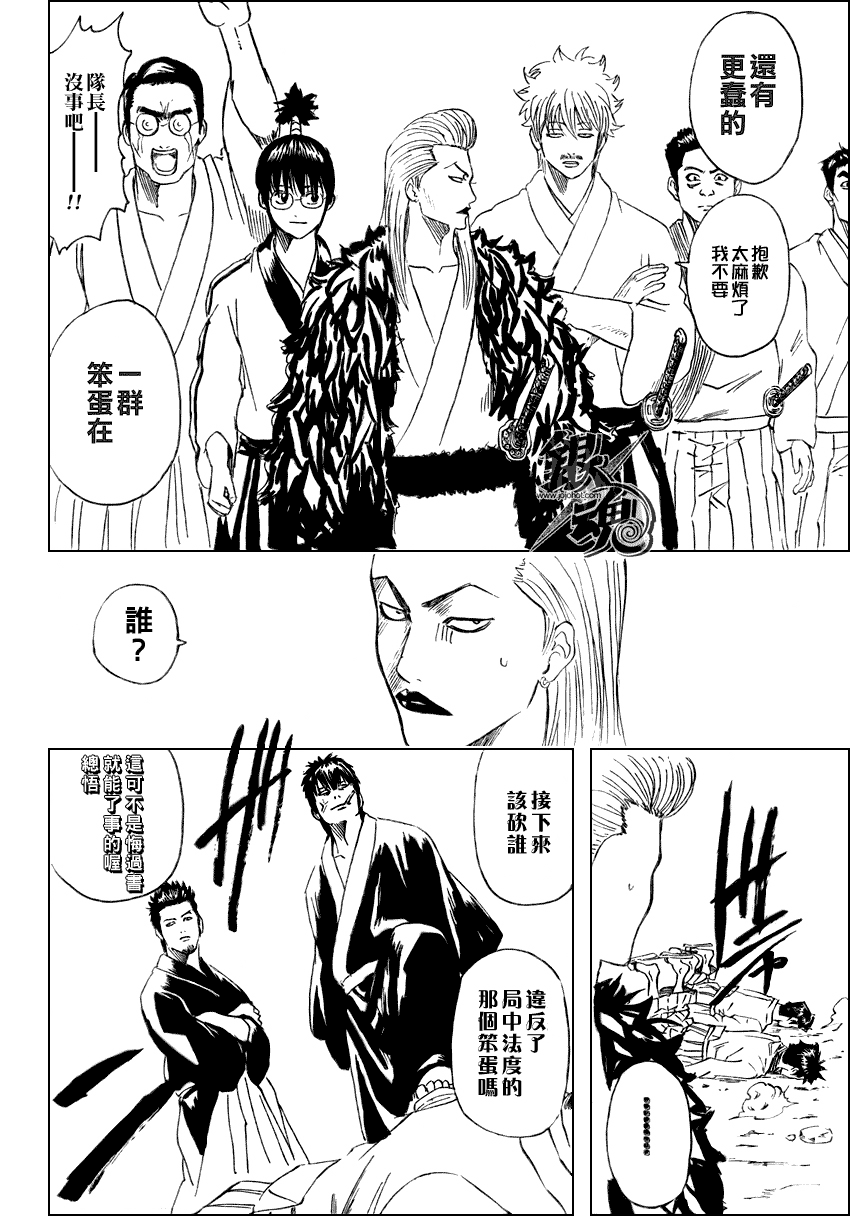 還有
更蠢的
抱歉
太麻煩了
我不要
隊長——
沒事吧——!!
一群
笨蛋在
銀魂
www.jojohot.com
誰?
………
接下來
該砍誰
違反了
局中法度的
那個笨蛋嗎
這可不是悔過書
就能了事的喔
總悟